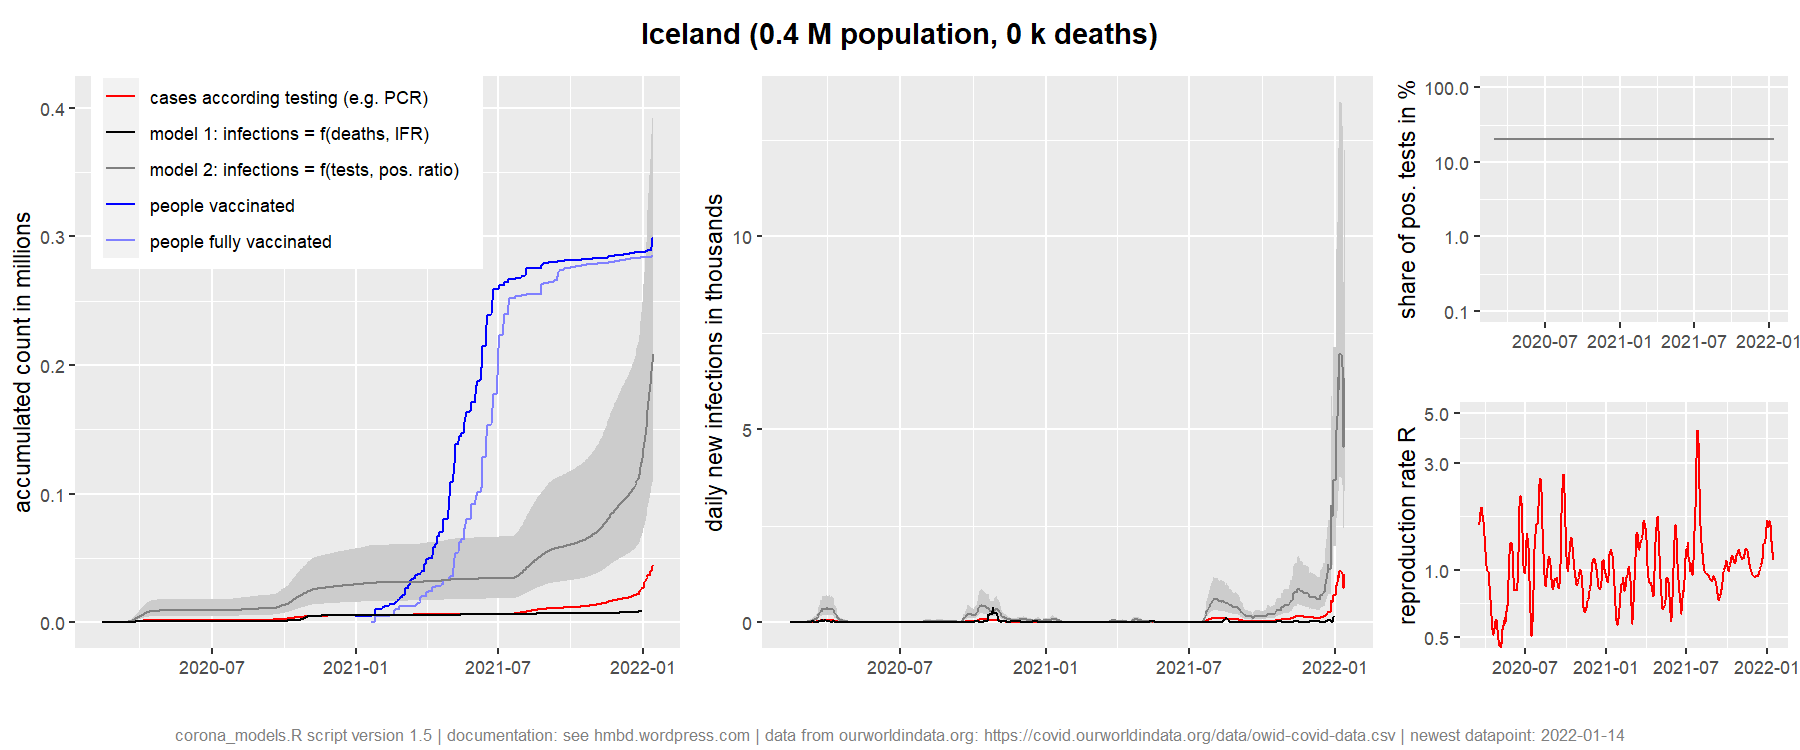 Iceland (0.4 M population, 0 k deaths)
accumulated count in millions
0.4
0.3
0.2
0.1
0.0
cases according testing (e.g. PCR)
model 1: infections = f(deaths, IFR)
model 2: infections = f(tests, pos. ratio)
people vaccinated
people fully vaccinated
2020-07 2021-01 2021-07 2022-01
daily new infections in thousands
10
5
0
2020-07 2021-01 2021-07 2022-01
share of pos. tests in %
100.0
10.0
1.0
0.1
2020-07 2021-01 2021-07 2022-01
reproduction rate R
5.0
3.0
1.0
0.5
2020-07 2021-01 2021-07 2022-01
corona_models.R script version 1.5 | documentation: see hmbd.wordpress.com | data from ourworldindata.org: https://covid.ourworldindata.org/data/owid-covid-data.csv | newest datapoint: 2022-01-14